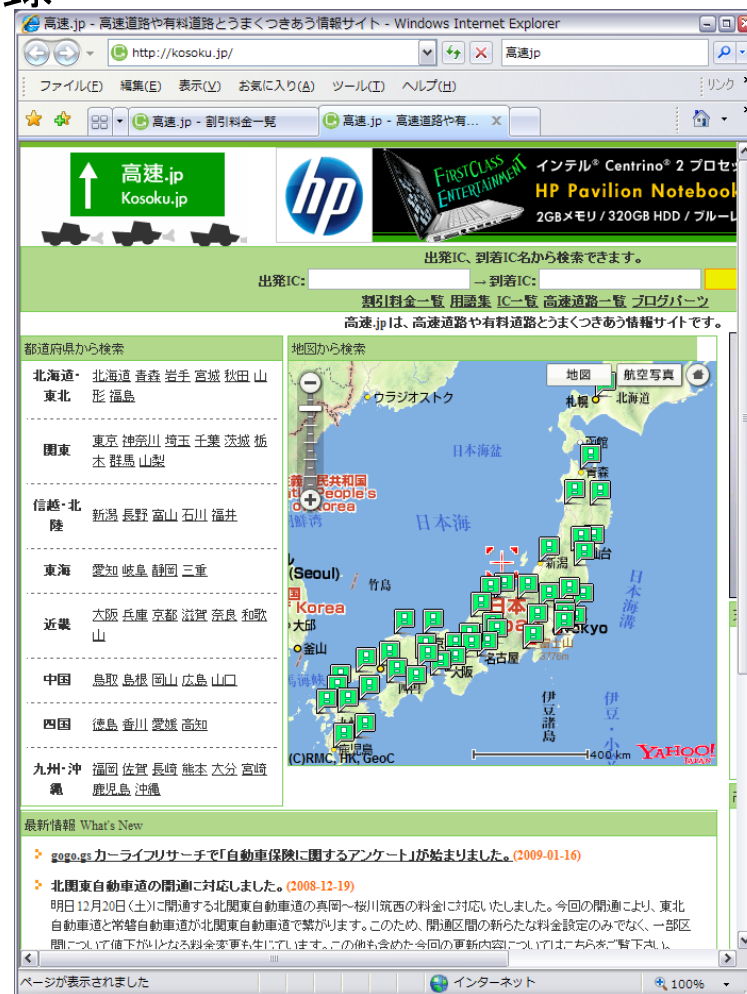 高速.jp - 高速道路や有料道路とうまくつきあう情報サイト - Windows Internet Explorer
http://kosoku.jp/
高速jp
ファイル(F) 編集(E) 表示(V) お気に入り(A) ツール(T) ヘルプ(H)
リンク
高速.jp - 割引料金一覧
高速.jp - 高速道路や有...
高速.jp
Kosoku.jp
hp
FIRST CLASS
ENTERTAINMENT
インテル® Centrino® 2 プロセッ
HP Pavilion Notebook
2GBメモリ / 320GB HDD / ブルーレ
出発IC、到着IC名から検索できます。
出発IC: →到着IC:
割引料金一覧 用語集 IC一覧 高速道路一覧 ブログパーツ
高速.jpは、高速道路や有料道路とうまくつきあう情報サイトです。
都道府県から検索
北海道・東北 北海道 青森 岩手 宮城 秋田 山
形 福島
関東 東京 神奈川 埼玉 千葉 茨城 栃
木 群馬 山梨
信越・北陸 新潟 長野 富山 石川 福井
東海 愛知 岐阜 静岡 三重
近畿 大阪 兵庫 京都 滋賀 奈良 和歌
山
中国 鳥取 島根 岡山 広島 山口
四国 徳島 香川 愛媛 高知
九州・沖縄 福岡 佐賀 長崎 熊本 大分 宮崎
鹿児島 沖縄
地図から検索
地図 航空写真
ウラジオストク
札幌 北海道
函館
日本海盆
青森
民共和国
People's
Korea
日本海
新潟
(Seoul)
竹島
日本海溝
Korea
日本
大邱
kyo
釜山
富士山
3776m
名古屋
大阪
四国
伊豆諸島
鹿児島
(C)RMC, HK, GeoC
400 km
YAHOO!
JAPAN
最新情報 What's New
gogo.gs カーライフリサーチで「自動車保険に関するアンケート」が始まりました。(2009-01-16)
北関東自動車道の開通に対応しました。(2008-12-19)
明日12月20日(土)に開通する北関東自動車道の真岡～桜川筑西の料金に対応いたしました。今回の開通により、東北
自動車道と常磐自動車道が北関東自動車道で繋がります。このため、開通区間の新らたな料金設定のみでなく、一部区
間について値下がりとなる料金変更も生じています。この他も含めた今回の更新内容についてはこちらをご覧下さい。
ページが表示されました
インターネット
100%